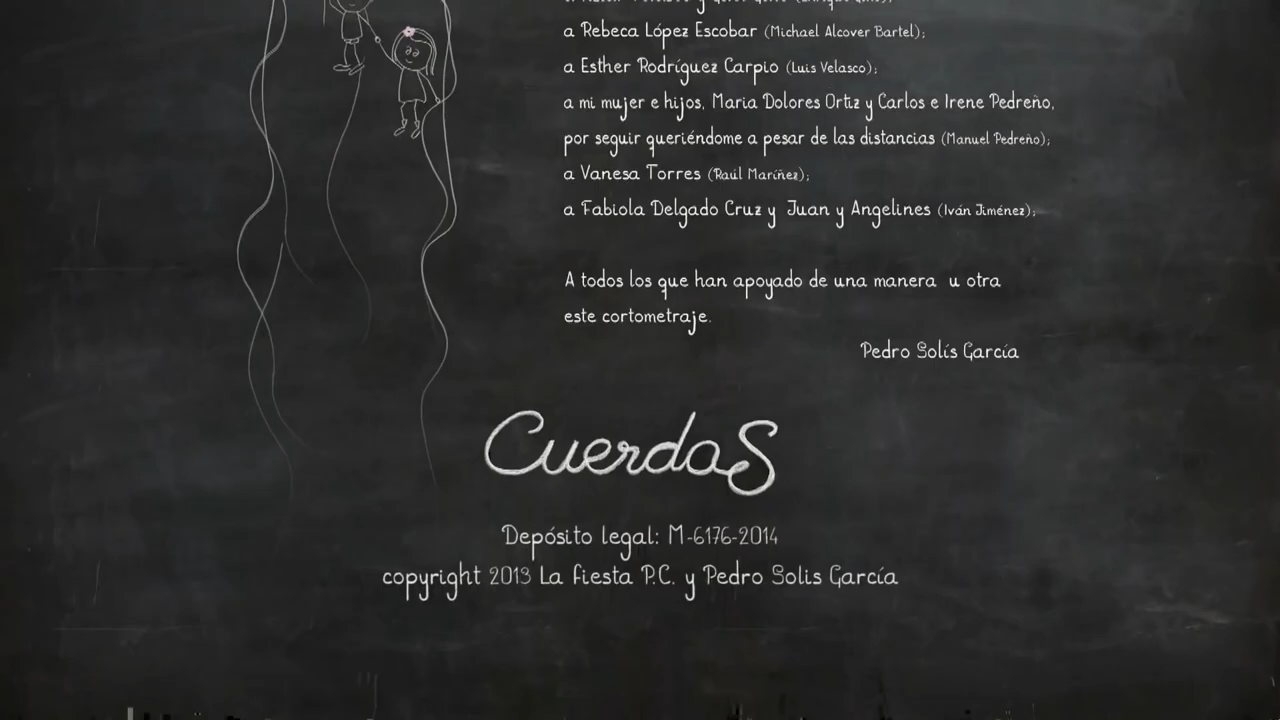 a Rebeca López Escobar (Michael Alcover Bartel);
a Esther Rodríguez Carpio (Luis Velasco);
a mi mujer e hijos, Maria Dolores Ortiz y Carlos e Irene Pedreño,
por seguir queriéndome a pesar de las distancias (Manuel Pedreño);
a Vanesa Torres (Raúl Maríñez);
a Fabiola Delgado Cruz y Juan y Angelines (Iván Jiménez);
A todos los que han apoyado de una manera u otra
este cortometraje.
Pedro Solís García
Cuerdas
Depósito legal: M-6176-2014
copyright 2013 La fiesta P.C. y Pedro Solis García